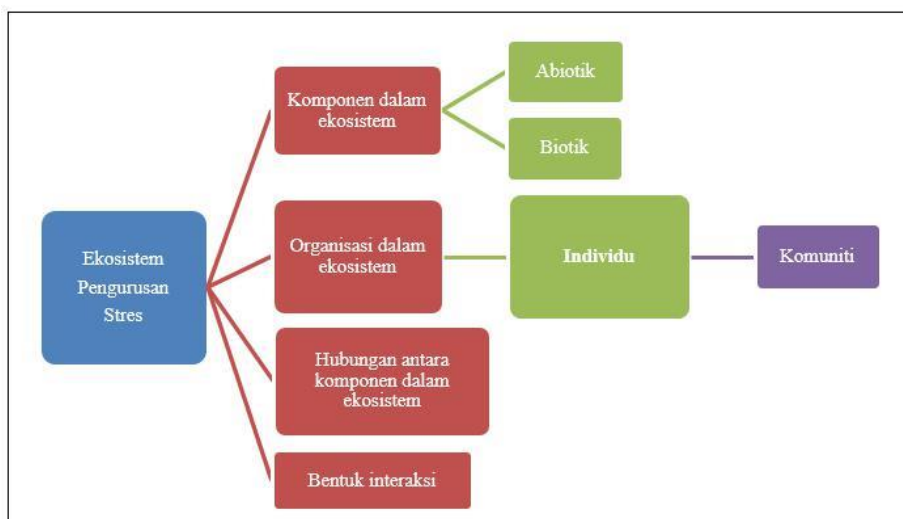 Ekosistem
Pengurusan
Stres
Komponen dalam
ekosistem
Abiotik
Biotik
Organisasi dalam
ekosistem
Individu
Komuniti
Hubungan antara
komponen dalam
ekosistem
Bentuk interaksi